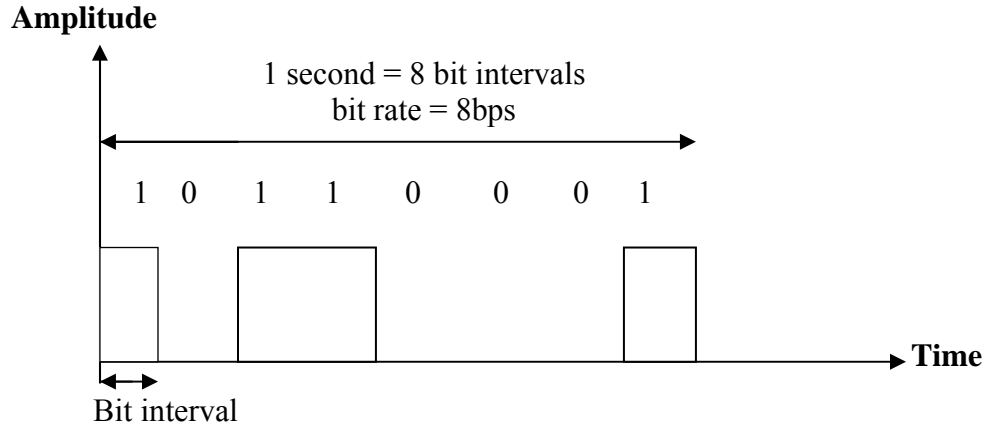 Amplitude
1 second = 8 bit intervals
bit rate = 8bps
1 0 1 1 0 0 0 1
Time
Bit interval